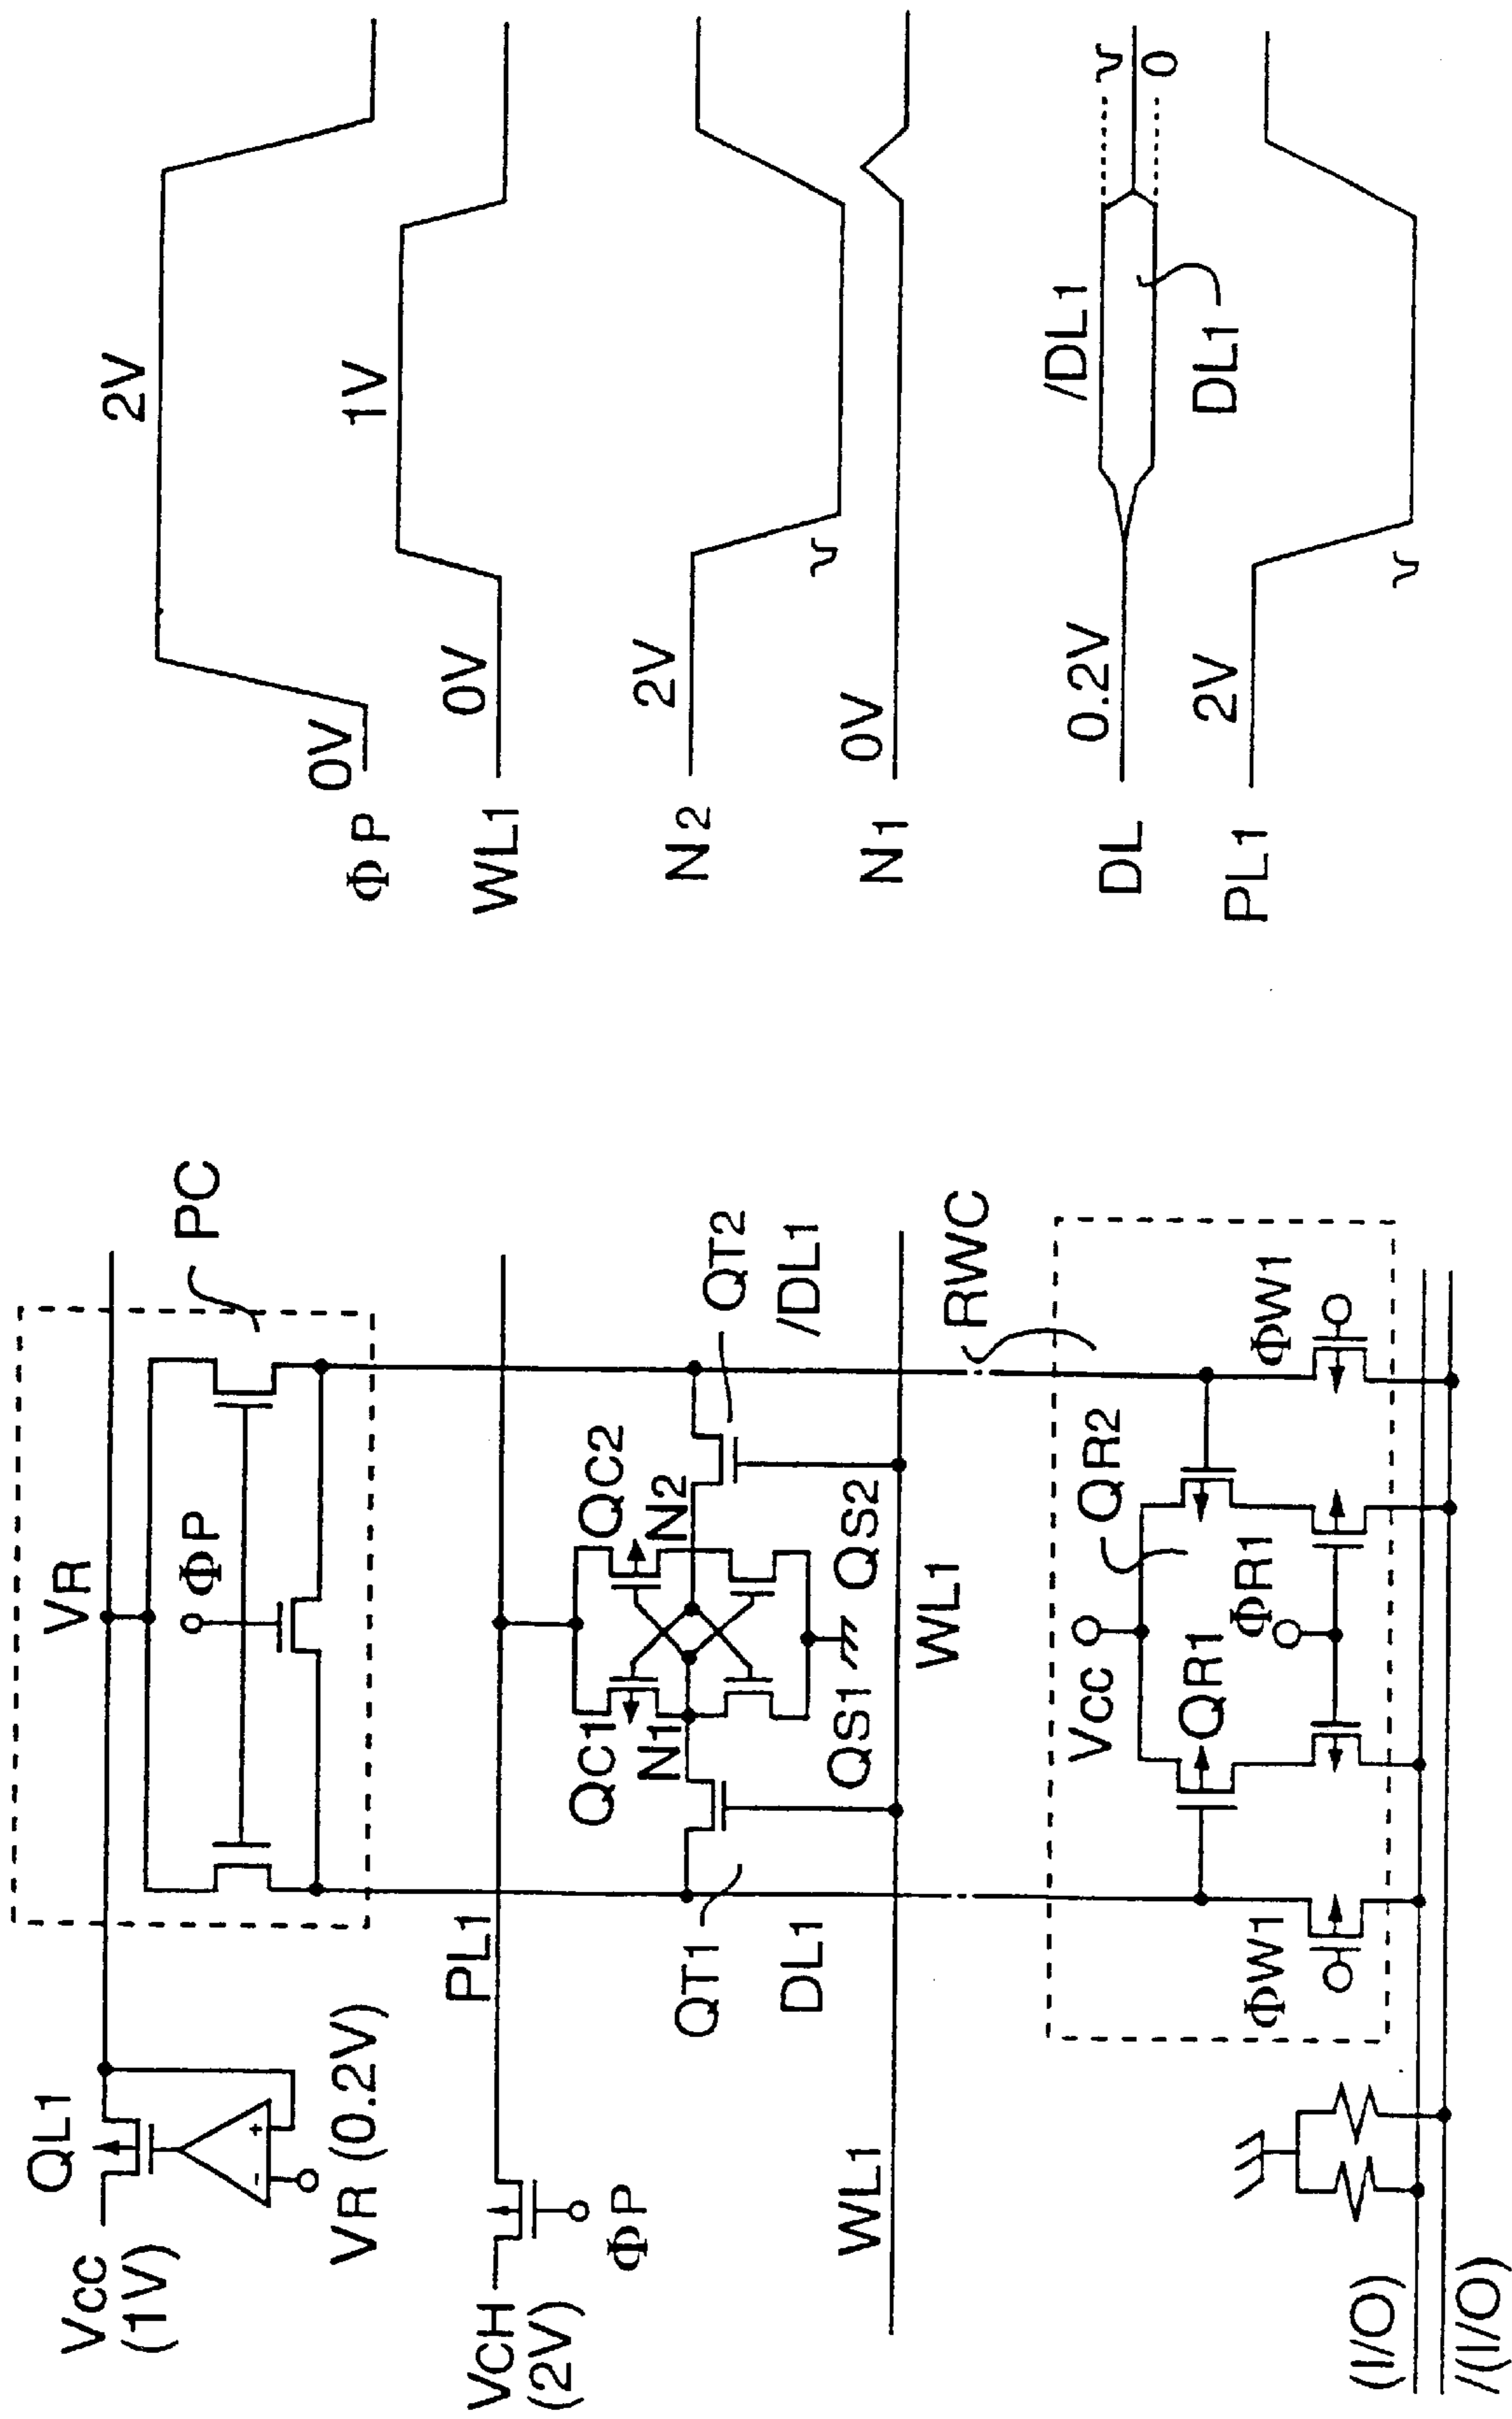 VCC
(1V)
QL1
VR
PC
ΦP
- +
VR (0.2V)
VCH
(2V)
ΦP
PL1
QC1
QC2
N1
N2
QT1
QT2
DL1
/DL1
QS1
QS2
WL1
WL1
RWC
VCC
QR1
QR2
ΦR1
ΦW1
ΦW1
(I/O)
/(I/O)
ΦP
0V
2V
WL1
0V
1V
N2
2V
N1
0V
DL
0.2V
/DL1
DL1
0
PL1
2V